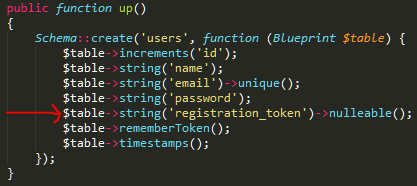 public function up()
{
Schema::create('users', function (Blueprint $table) {
$table->increments('id');
$table->string('name');
$table->string('email')->unique();
$table->string('password');
$table->string('registration_token')->nulleable();
$table->rememberToken();
$table->timestamps();
});
}